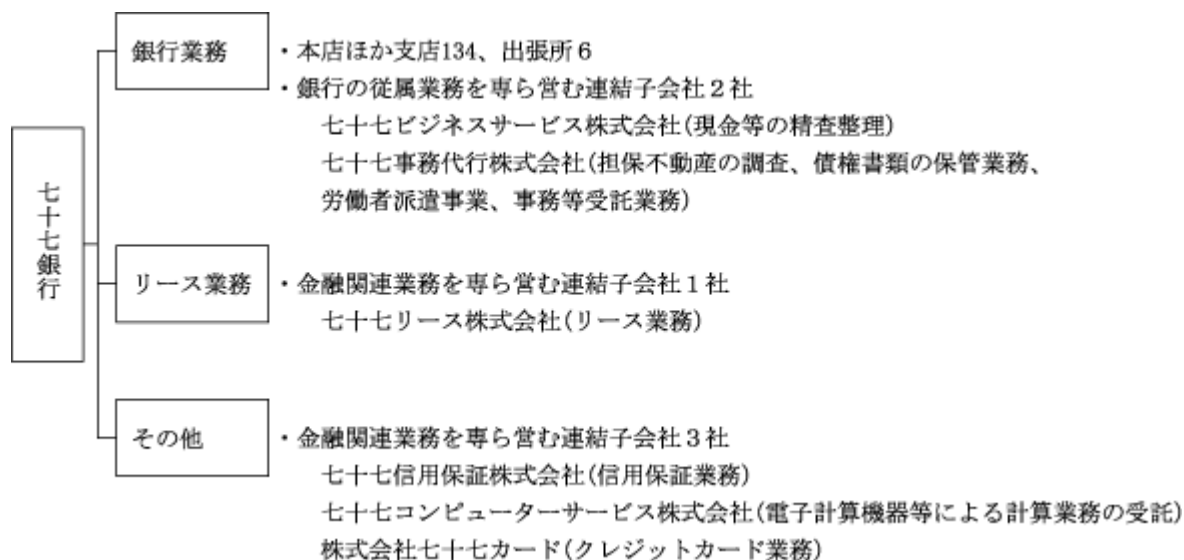 七十七銀行
銀行業務
・本店ほか支店134、出張所６
・銀行の従属業務を専ら営む連結子会社２社
七十七ビジネスサービス株式会社(現金等の精査整理)
七十七事務代行株式会社(担保不動産の調査、債権書類の保管業務、
労働者派遣事業、事務等受託業務)
リース業務
・金融関連業務を専ら営む連結子会社１社
七十七リース株式会社(リース業務)
その他
・金融関連業務を専ら営む連結子会社３社
七十七信用保証株式会社(信用保証業務)
七十七コンピューターサービス株式会社(電子計算機器等による計算業務の受託)
株式会社七十七カード(クレジットカード業務)